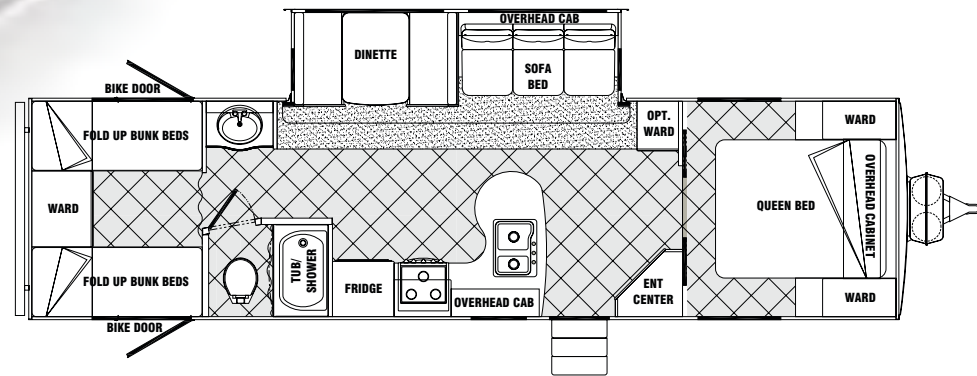 OVERHEAD CAB
DINETTE
SOFA
BED
BIKE DOOR
FOLD UP BUNK BEDS
OPT.
WARD
WARD
WARD
QUEEN BED
OVERHEAD CABINET
TUB/
SHOWER
FOLD UP BUNK BEDS
FRIDGE
OVERHEAD CAB
ENT
CENTER
WARD
BIKE DOOR